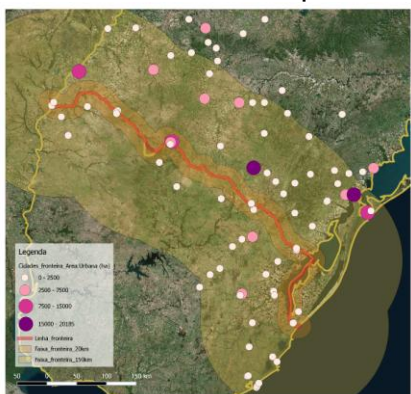 Legenda
Cidades_fronteira_Area Urbana (ha)
0 - 2500
2500 - 7500
7500 - 15000
15000 - 20185
Linha_fronteira
Faixa_fronteira_20km
Faixa_fronteira_150km
50 0 50 100 150 km